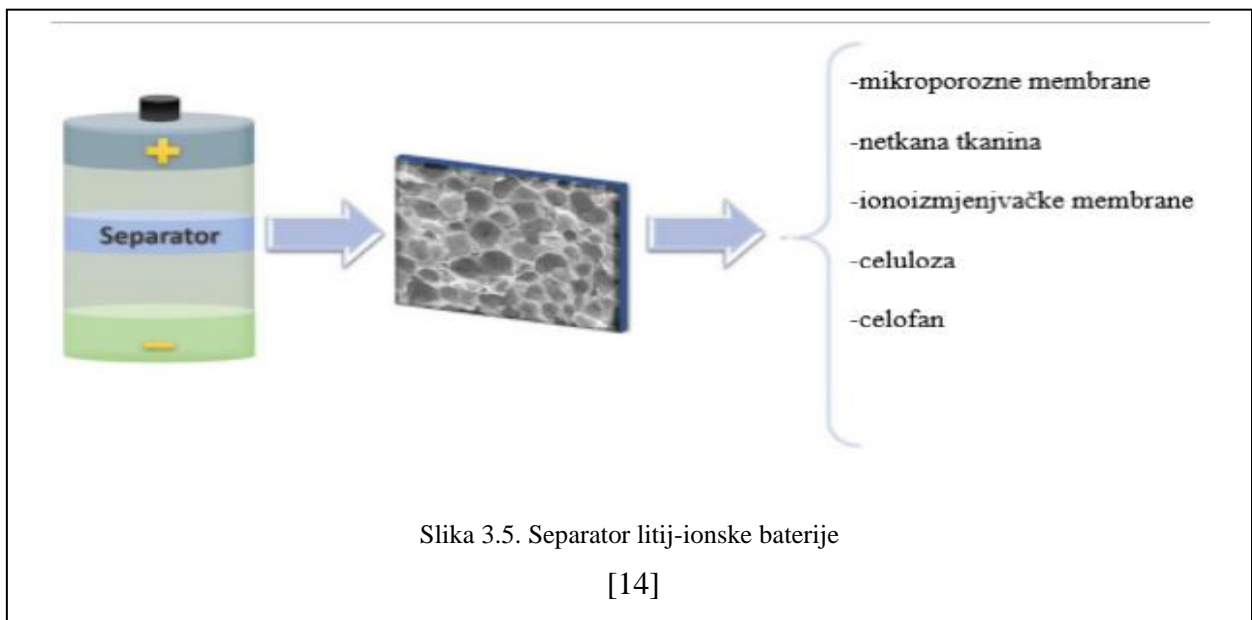 +
Separator
−
-mikroporozne membrane
-netkana tkanina
-ionoizmjenjvačke membrane
-celuloza
-celofan
Slika 3.5. Separator litij-ionske baterije
[14]